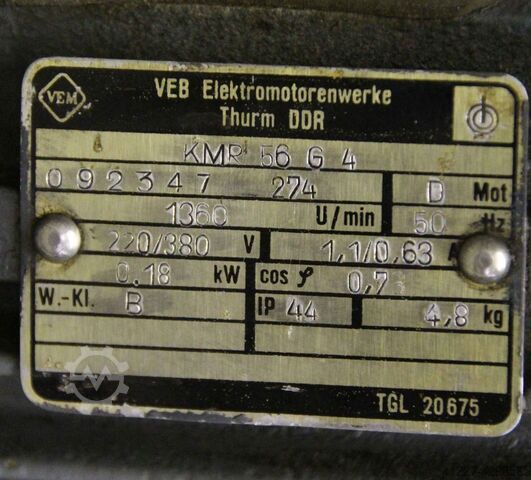 VEM
VEB Elektromotorenwerke
Thurm DDR
KMR 56 G 4
092347 274 D Mot
1360 U/min 50 Hz
220/380 V 1,1/0,63 A
0.18 kW cos φ 0,7
W.-Kl. B IP 44 4,8 kg
TGL 20675